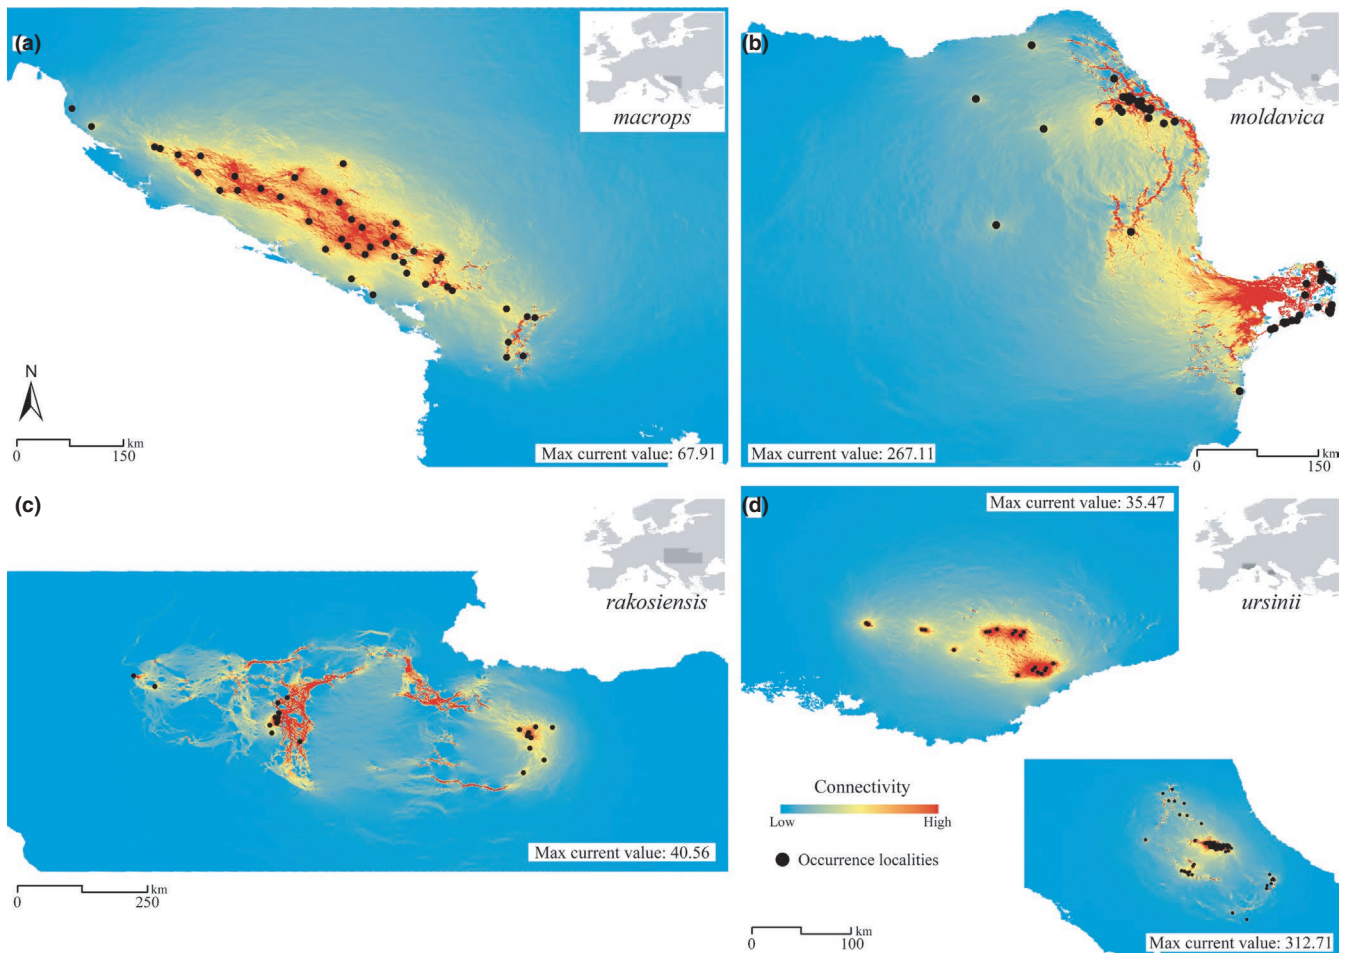 (a)
macrops
N
km
0 150
Max current value: 67.91
(b)
moldavica
Max current value: 267.11
km
0 150
(c)
rakosiensis
Max current value: 40.56
km
0 250
(d)
Max current value: 35.47
ursinii
Connectivity
Low High
Occurrence localities
km
0 100
Max current value: 312.71